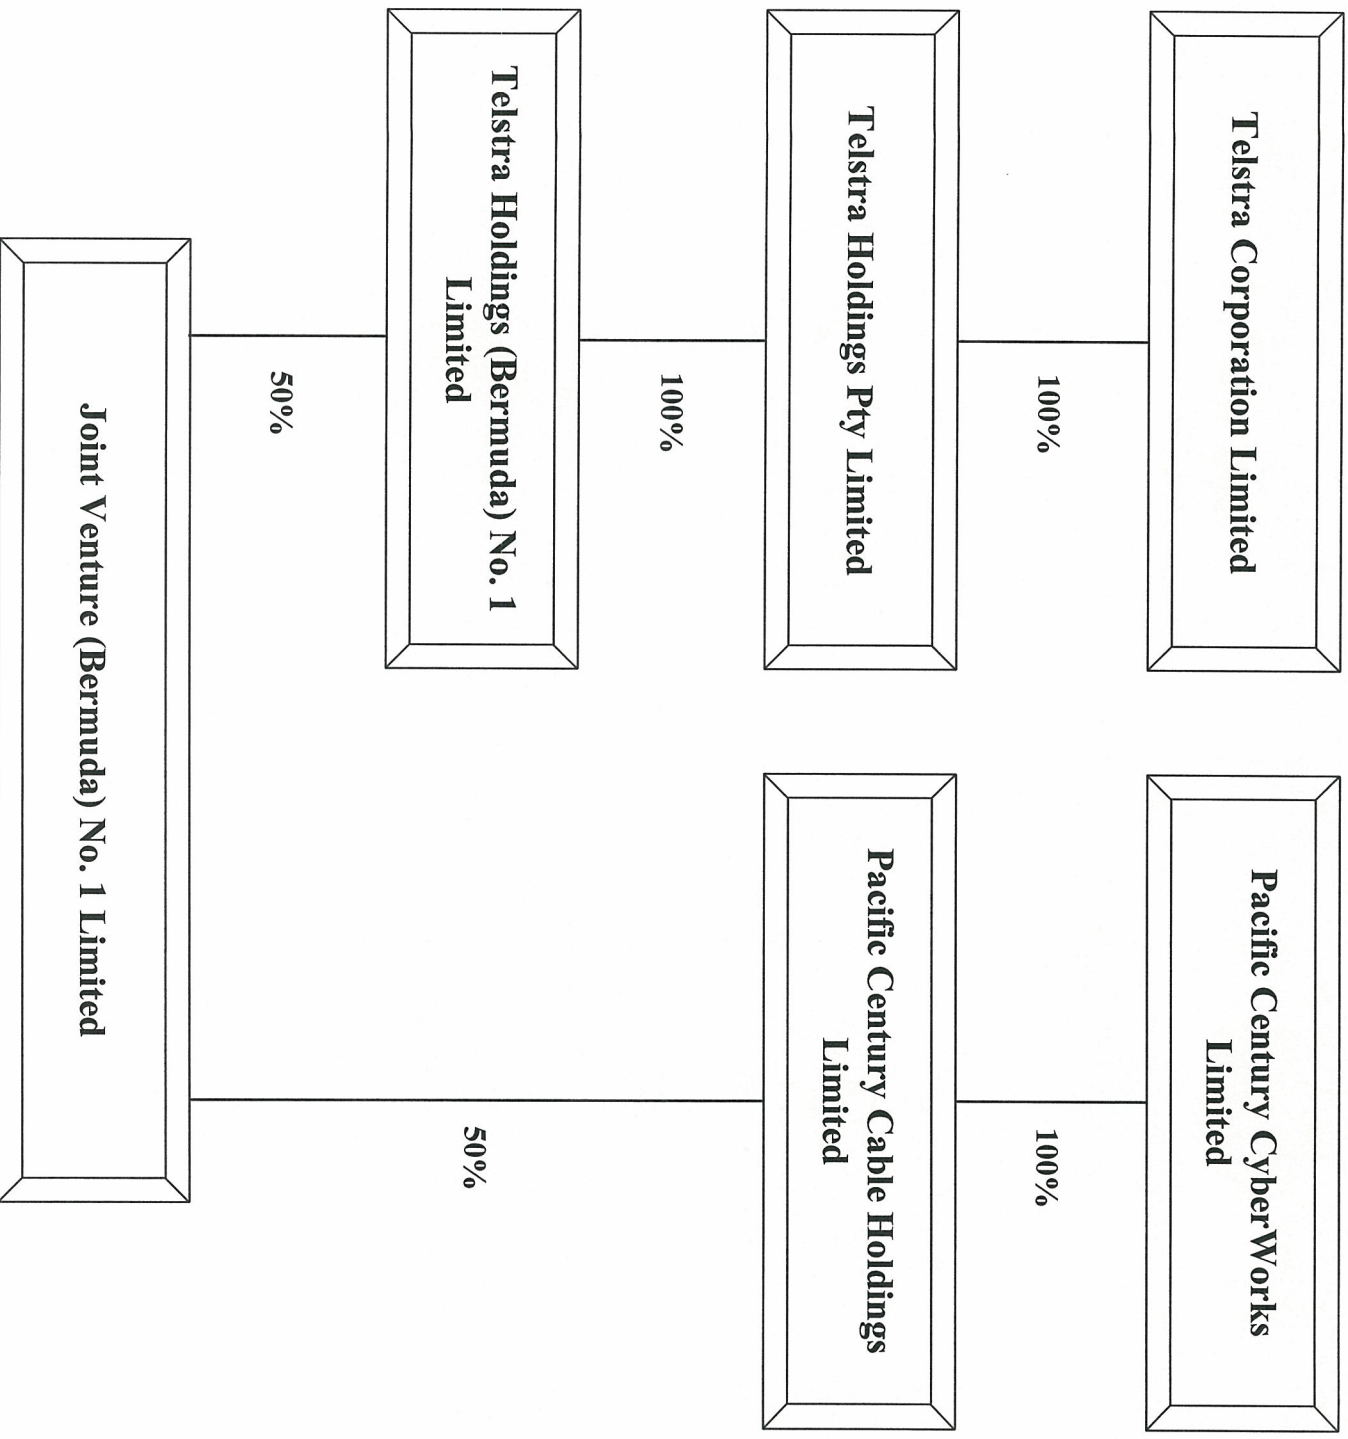 Telstra Corporation Limited
Pacific Century CyberWorks
Limited
100%
100%
Telstra Holdings Pty Limited
Pacific Century Cable Holdings
Limited
100%
50%
Telstra Holdings (Bermuda) No. 1
Limited
50%
Joint Venture (Bermuda) No. 1 Limited